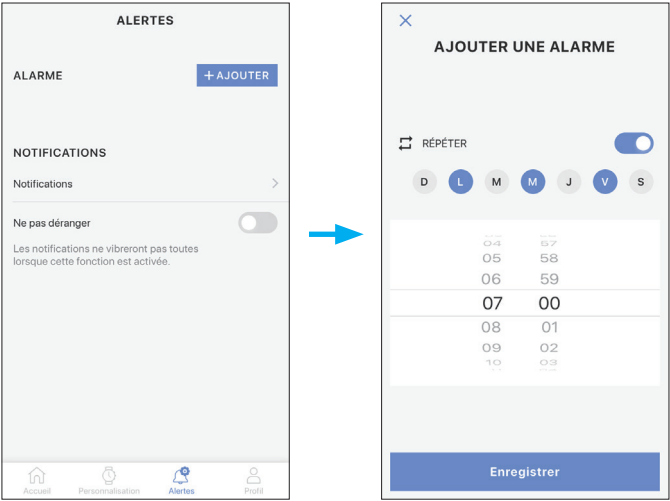 ALERTES
ALARME
+AJOUTER
NOTIFICATIONS
Notifications
Ne pas déranger
Les notifications ne vibreront pas toutes
lorsque cette fonction est activée.
Accueil Personnalisation Alertes Profil
AJOUTER UNE ALARME
RÉPÉTER
D L M M J V S
04 57
05 58
06 59
07 00
08 01
09 02
10 03
Enregistrer